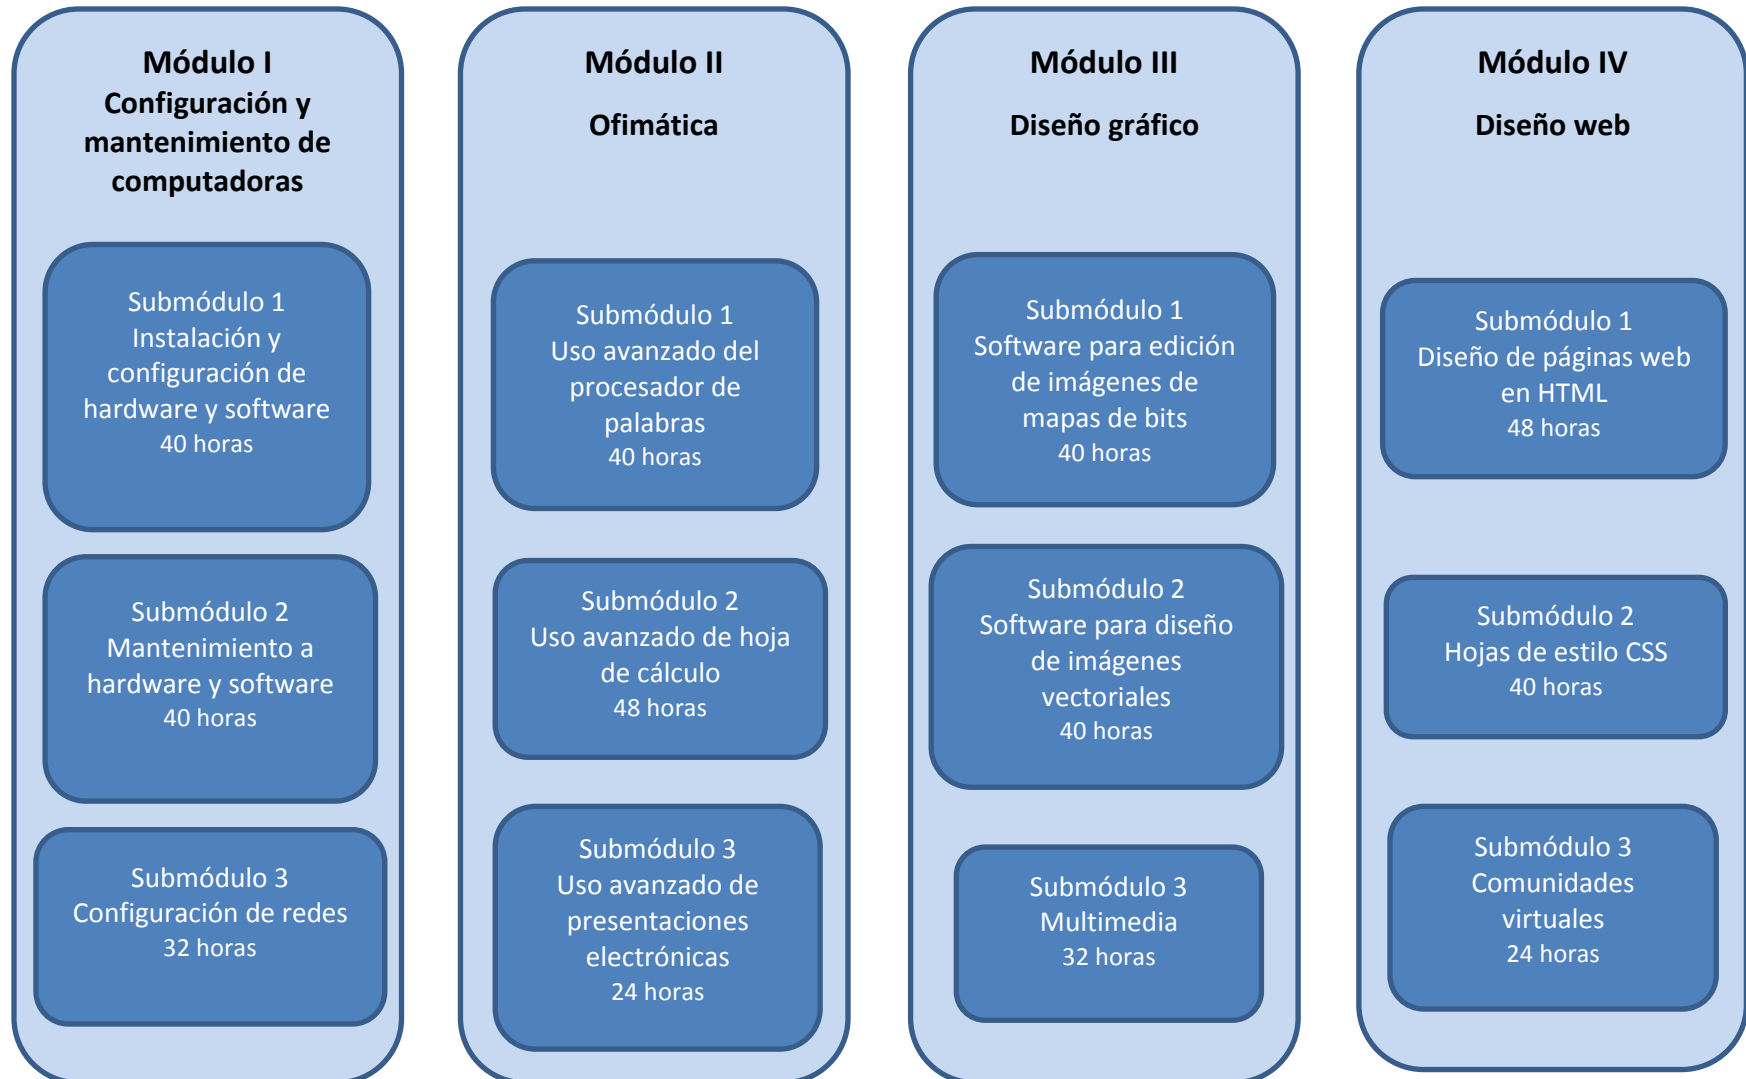 Módulo I
Configuración y
mantenimiento de
computadoras
Submódulo 1
Instalación y
configuración de
hardware y software
40 horas
Submódulo 2
Mantenimiento a
hardware y software
40 horas
Submódulo 3
Configuración de redes
32 horas
Módulo II
Ofimática
Submódulo 1
Uso avanzado del
procesador de
palabras
40 horas
Submódulo 2
Uso avanzado de hoja
de cálculo
48 horas
Submódulo 3
Uso avanzado de
presentaciones
electrónicas
24 horas
Módulo III
Diseño gráfico
Submódulo 1
Software para edición
de imágenes de
mapas de bits
40 horas
Submódulo 2
Software para diseño
de imágenes
vectoriales
40 horas
Submódulo 3
Multimedia
32 horas
Módulo IV
Diseño web
Submódulo 1
Diseño de páginas web
en HTML
48 horas
Submódulo 2
Hojas de estilo CSS
40 horas
Submódulo 3
Comunidades
virtuales
24 horas